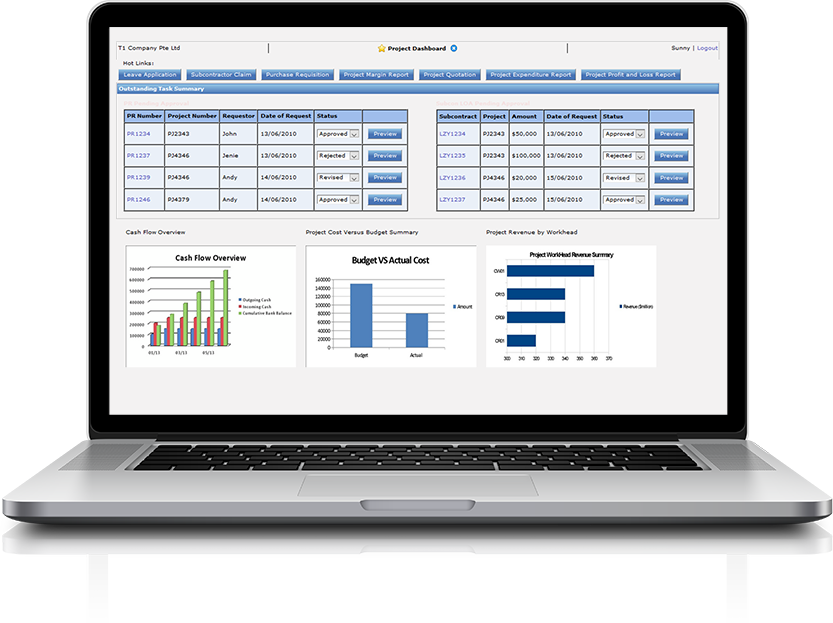 T1 Company Pte Ltd | Project Dashboard | Sunny | Logout
Hot Links:
Leave Application Subcontractor Claim Purchase Requisition Project Margin Report Project Quotation Project Expenditure Report Project Profit and Loss Report
Outstanding Task Summary
PR Number Project Number Requestor Date of Request Status
PR1234 PJ2343 John 13/06/2010 Approved Preview
PR1237 PJ4346 Jenie 13/06/2010 Rejected Preview
PR1239 PJ4346 Andy 14/06/2010 Revised Preview
PR1246 PJ4379 Andy 14/06/2010 Approved Preview
Subcontract Project Amount Date of Request Status
LZY1234 PJ2343 $50,000 13/06/2010 Approved Preview
LZY1235 PJ2343 $100,000 13/06/2010 Rejected Preview
LZY1236 PJ4346 $20,000 15/06/2010 Revised Preview
LZY1237 PJ4346 $25,000 15/06/2010 Approved Preview
Cash Flow Overview
Cash Flow Overview
700000
600000
500000
400000
300000
200000
100000
0
01/13 03/13 05/13
Outgoing Cash
Incoming Cash
Cumulative Bank Balance
Project Cost Versus Budget Summary
Budget VS Actual Cost
160000
140000
120000
100000
80000
60000
40000
20000
0
Budget Actual
Amount
Project Revenue by Workhead
Project WorkHead Revenue Summary
300 310 320 330 340 350 360 370
Revenue ($million)